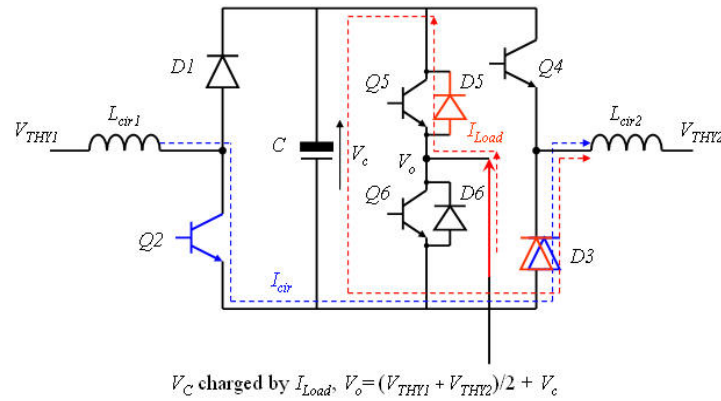 D1
Q5
D5
Q4
L_cir1
L_cir2
V_THY1
C
V_c
I_Load
V_o
V_THY2
Q6
D6
Q2
D3
I_cir
V_C charged by I_Load, V_o=(V_THY1 + V_THY2)/2 + V_c